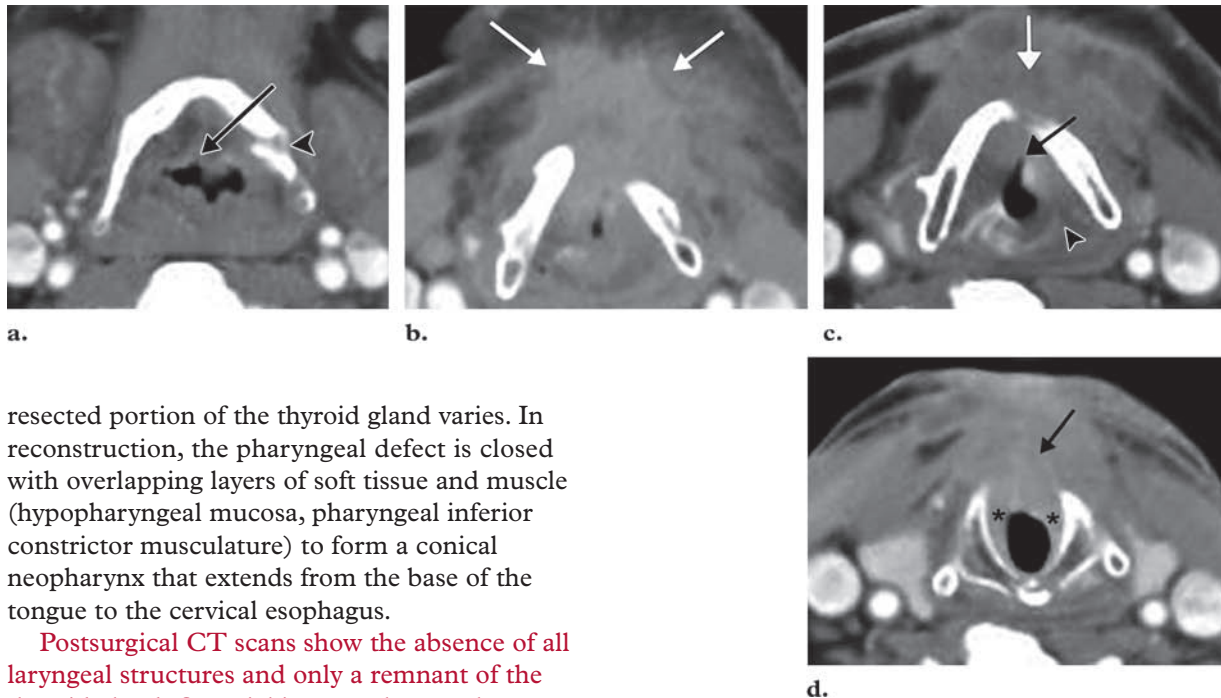 a.
b.
c.
resected portion of the thyroid gland varies. In
reconstruction, the pharyngeal defect is closed
with overlapping layers of soft tissue and muscle
(hypopharyngeal mucosa, pharyngeal inferior
constrictor musculature) to form a conical
neopharynx that extends from the base of the
tongue to the cervical esophagus.
Postsurgical CT scans show the absence of all
laryngeal structures and only a remnant of the
* *
d.